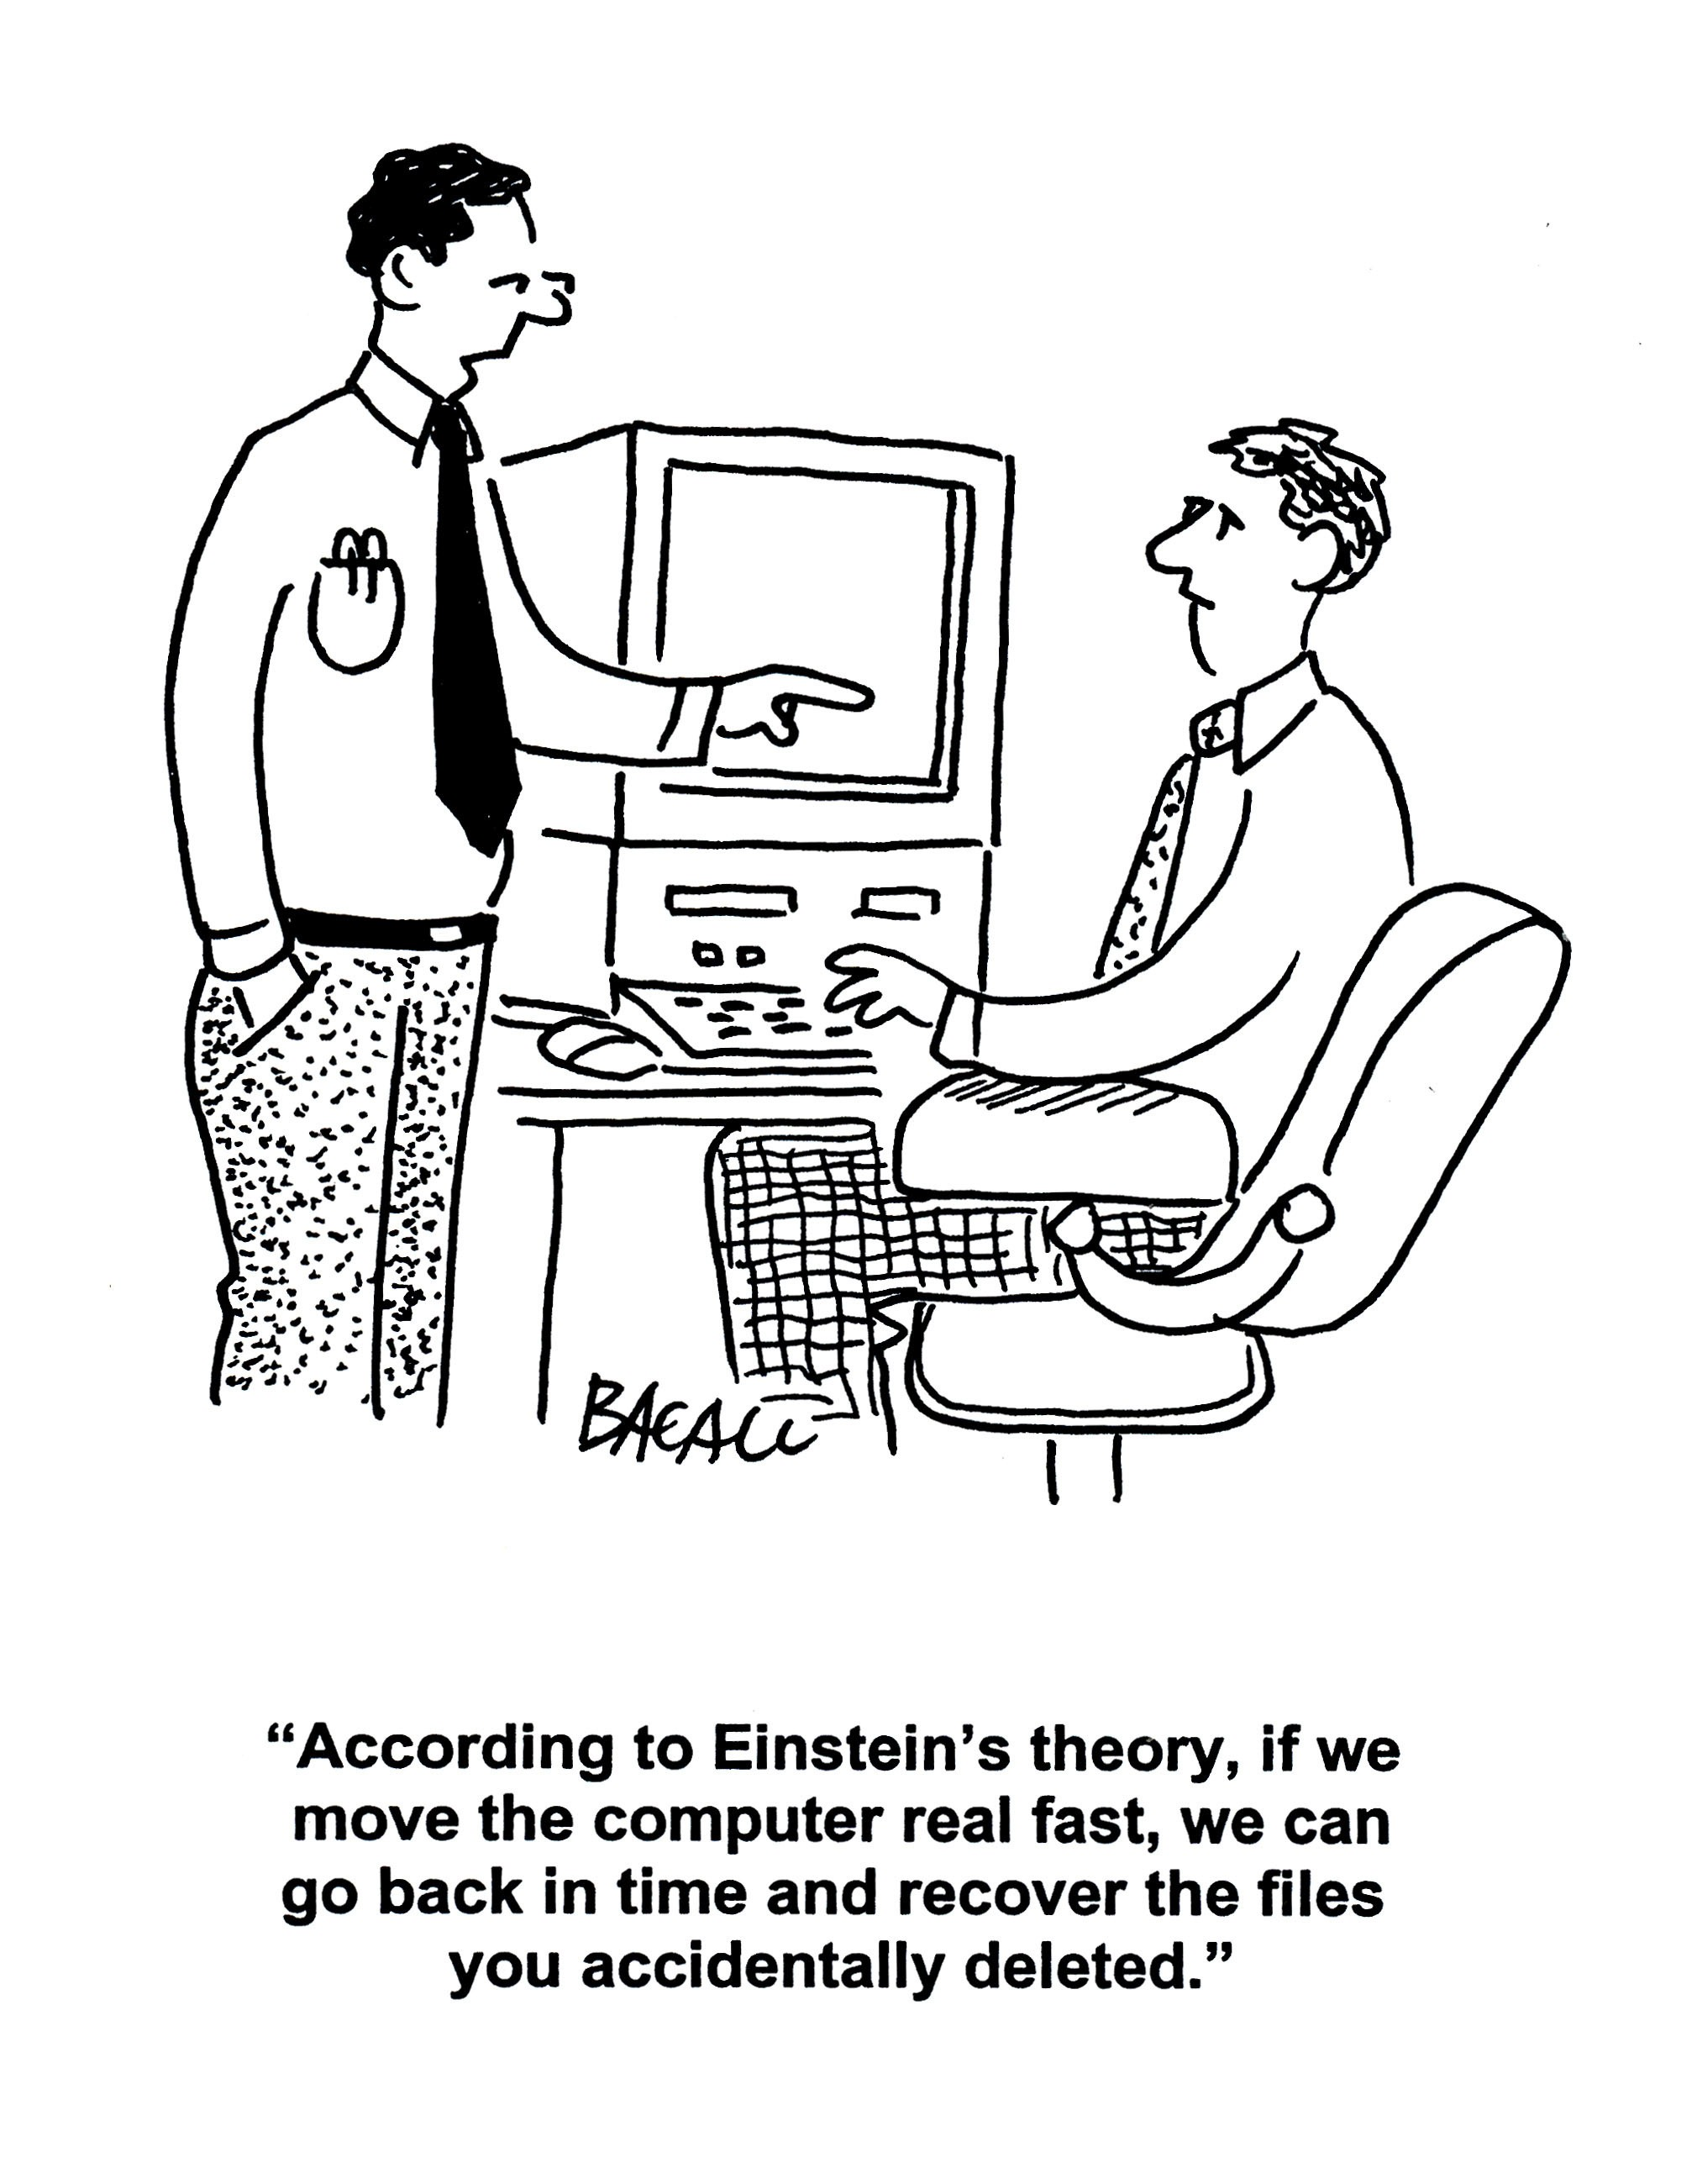 BACALL
“According to Einstein’s theory, if we
move the computer real fast, we can
go back in time and recover the files
you accidentally deleted.”